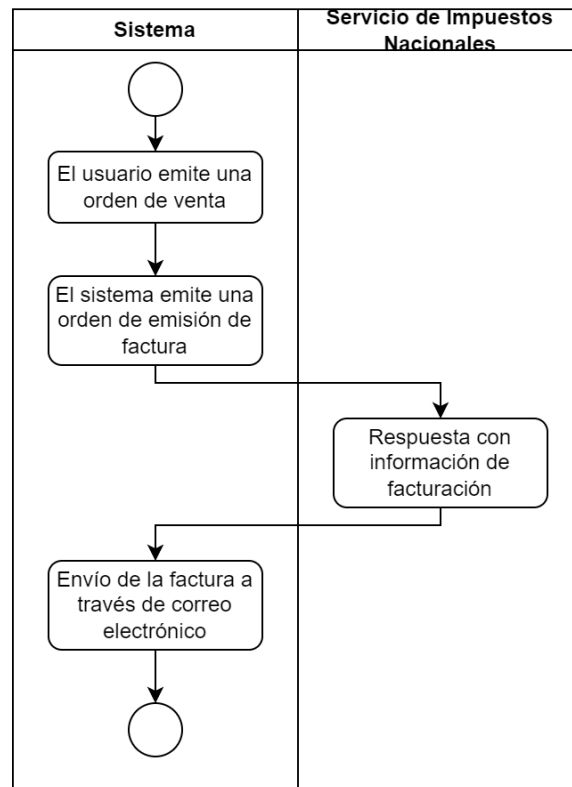 Sistema
Servicio de Impuestos
Nacionales
El usuario emite una
orden de venta
El sistema emite una
orden de emisión de
factura
Respuesta con
información de
facturación
Envío de la factura a
través de correo
electrónico